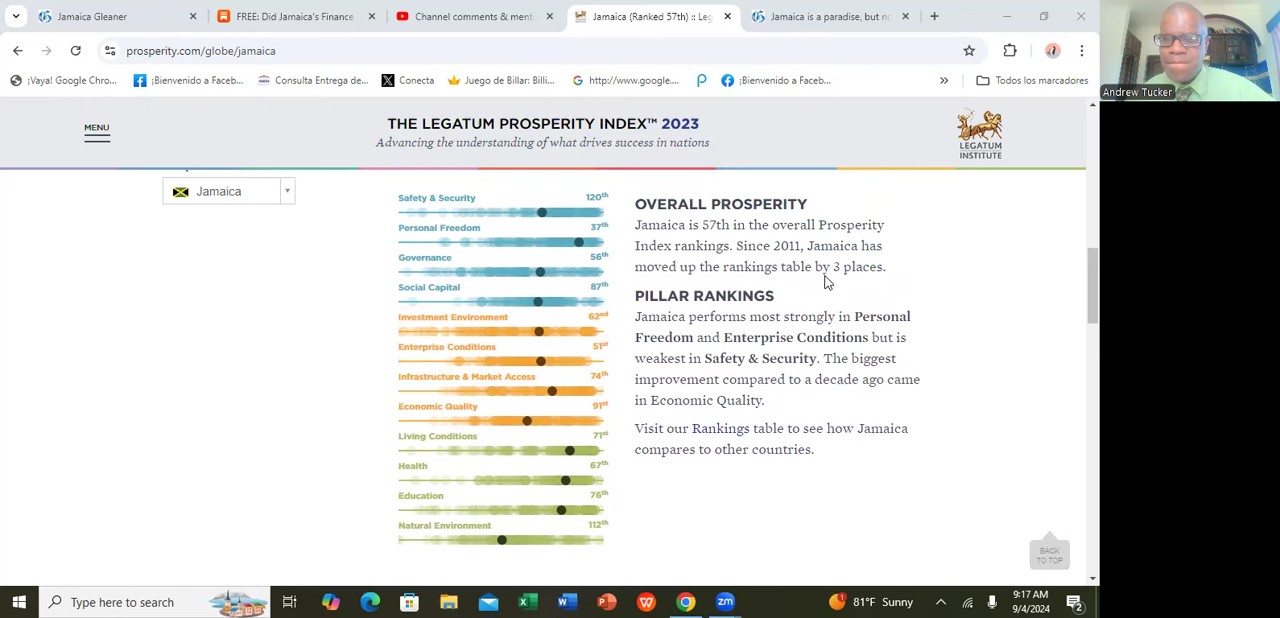 Jamaica Gleaner
FREE: Did Jamaica's Finance
Channel comments & menti
Jamaica (Ranked 57th) :: Leg
Jamaica is a paradise, but no
prosperity.com/globe/jamaica
¡Vaya! Google Chro...
¡Bienvenido a Faceb...
Consulta Entrega de...
Conecta
Juego de Billar: Billi...
http://www.google....
¡Bienvenido a Faceb...
»
Todos los marcadores
Andrew Tucker
MENU
THE LEGATUM PROSPERITY INDEX™ 2023
Advancing the understanding of what drives success in nations
LEGATUM
INSTITUTE
Jamaica
Safety & Security 120th
Personal Freedom 37th
Governance 56th
Social Capital 87th
Investment Environment 62nd
Enterprise Conditions 51st
Infrastructure & Market Access 74th
Economic Quality 91st
Living Conditions 71st
Health 67th
Education 76th
Natural Environment 112th
OVERALL PROSPERITY
Jamaica is 57th in the overall Prosperity
Index rankings. Since 2011, Jamaica has
moved up the rankings table by 3 places.
PILLAR RANKINGS
Jamaica performs most strongly in Personal
Freedom and Enterprise Conditions but is
weakest in Safety & Security. The biggest
improvement compared to a decade ago came
in Economic Quality.
Visit our Rankings table to see how Jamaica
compares to other countries.
BACK
TO TOP
Type here to search
81°F Sunny
9:17 AM
9/4/2024
2